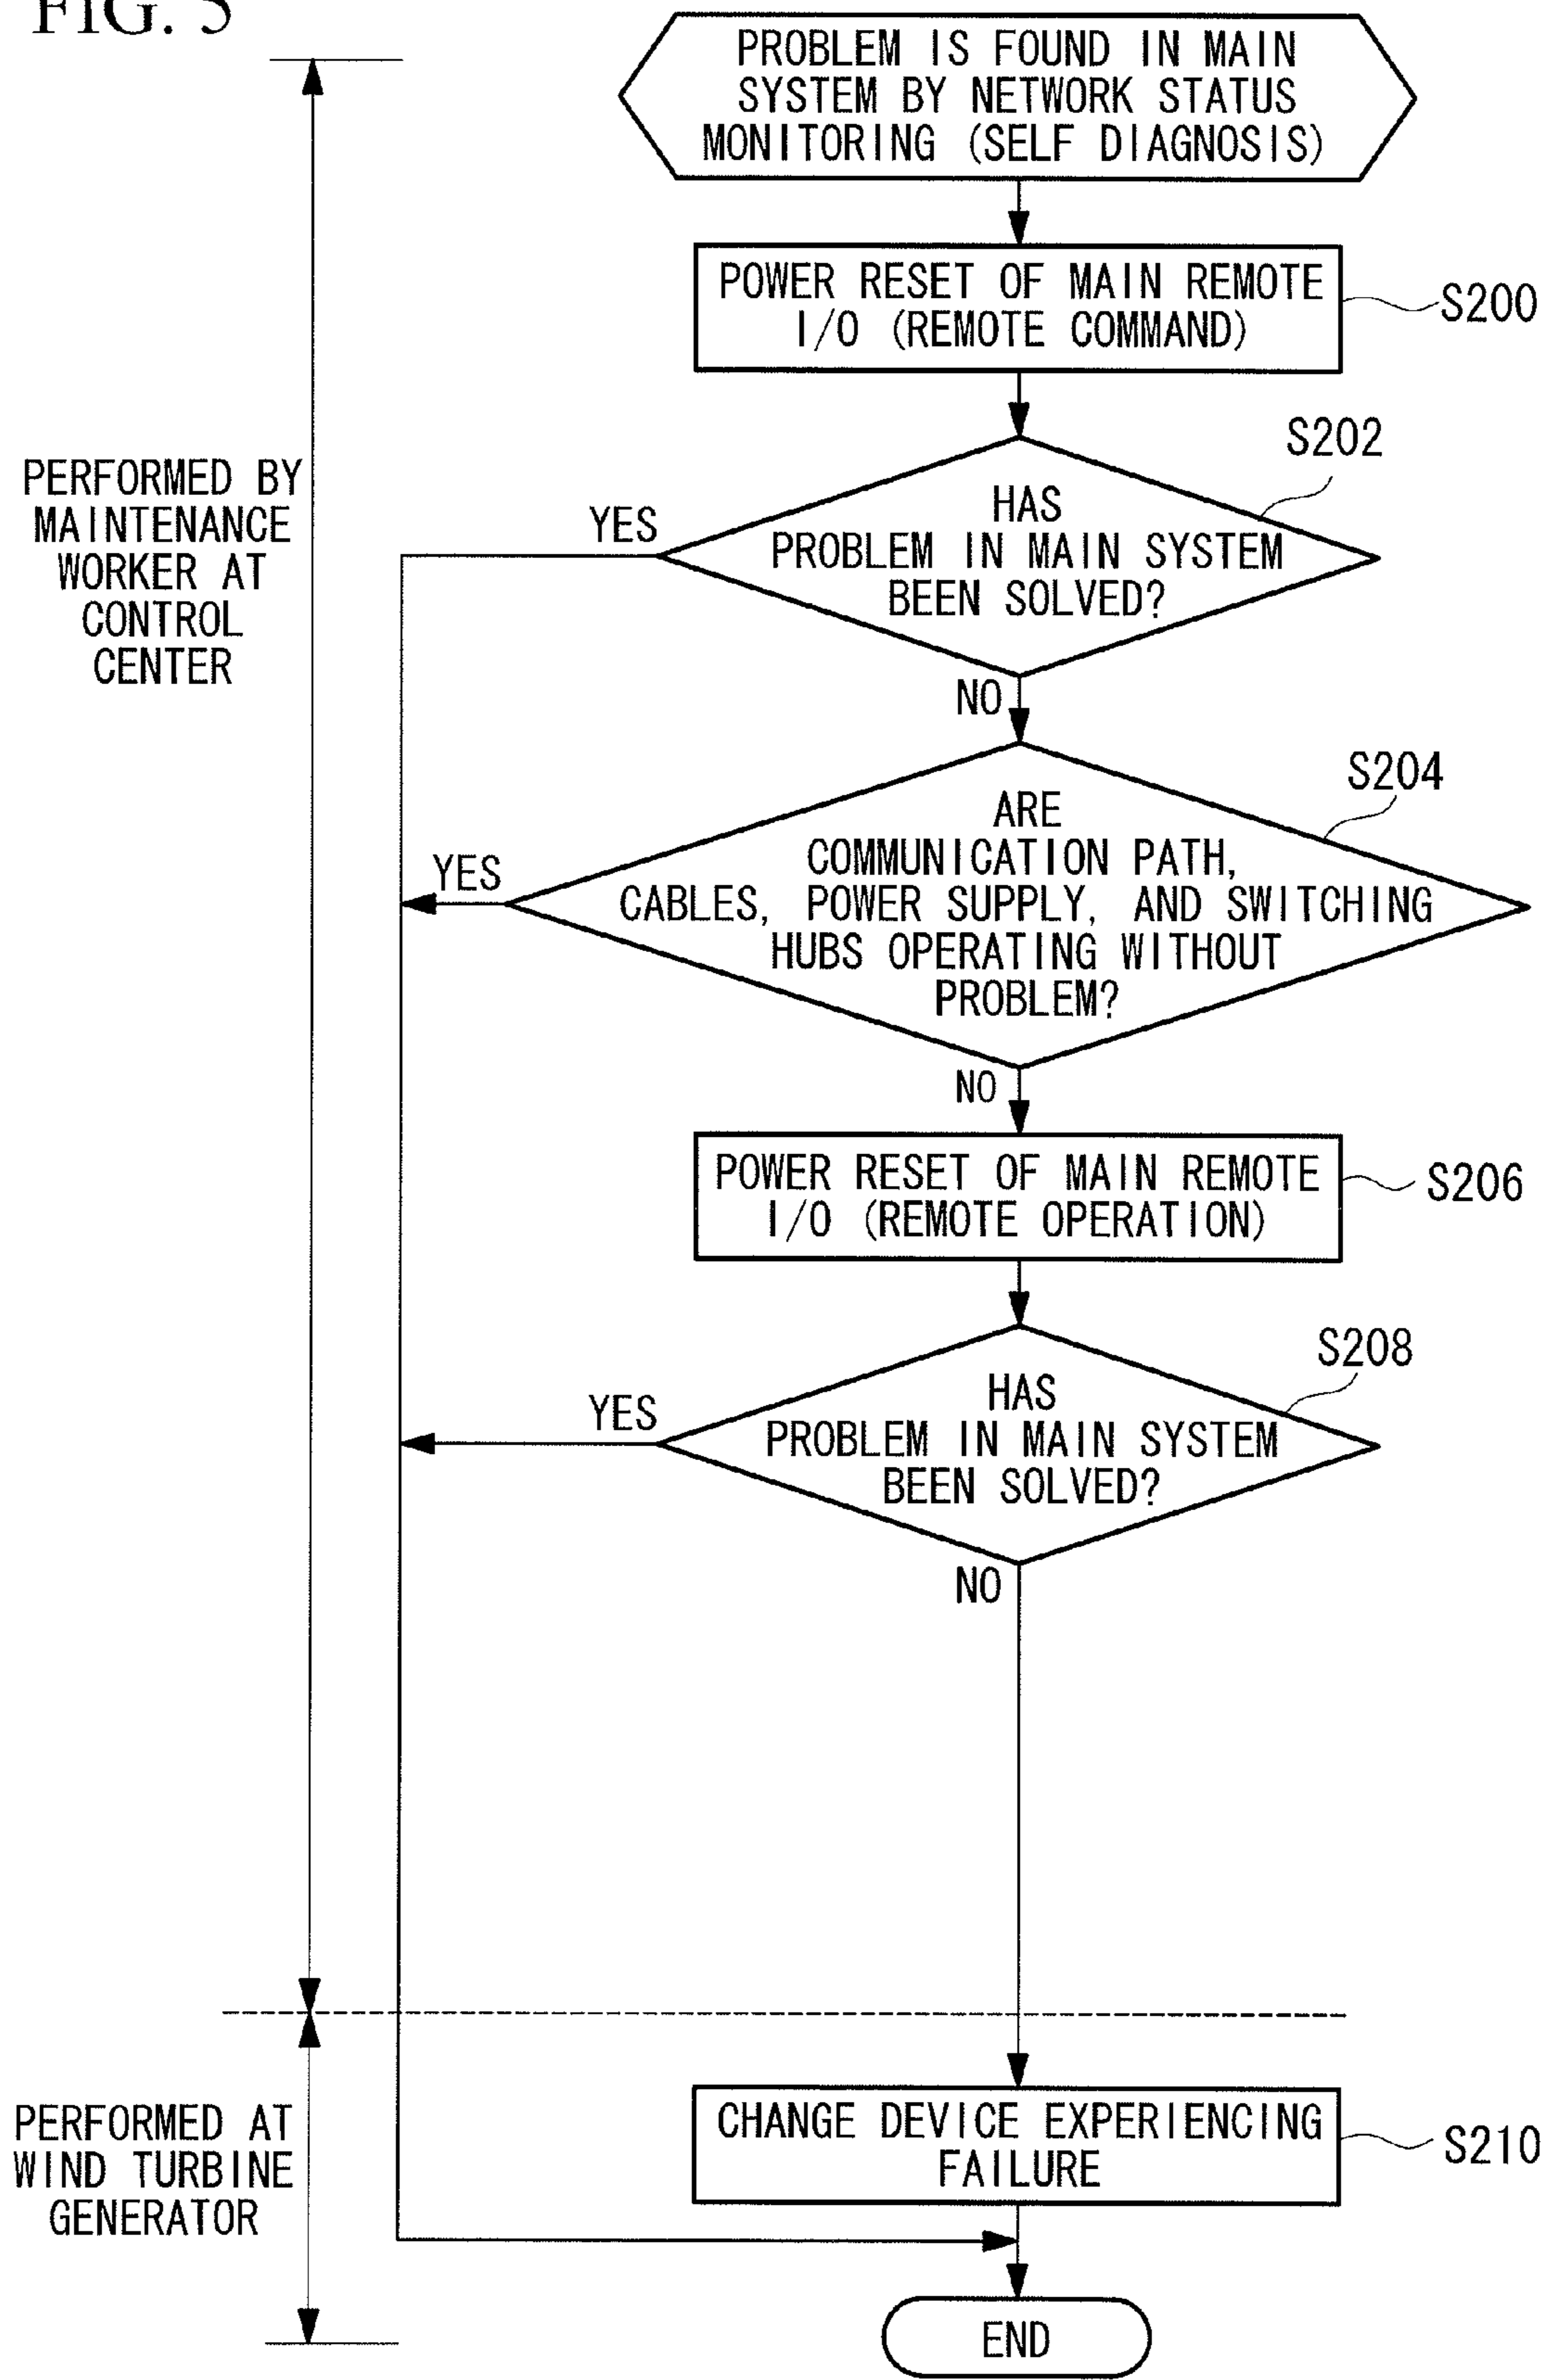 FIG. 5
PROBLEM IS FOUND IN MAIN
SYSTEM BY NETWORK STATUS
MONITORING (SELF DIAGNOSIS)
POWER RESET OF MAIN REMOTE
I/O (REMOTE COMMAND)
S200
S202
HAS
PROBLEM IN MAIN SYSTEM
BEEN SOLVED?
YES
NO
PERFORMED BY
MAINTENANCE
WORKER AT
CONTROL
CENTER
S204
ARE
COMMUNICATION PATH,
CABLES, POWER SUPPLY, AND SWITCHING
HUBS OPERATING WITHOUT
PROBLEM?
YES
NO
POWER RESET OF MAIN REMOTE
I/O (REMOTE OPERATION)
S206
S208
HAS
PROBLEM IN MAIN SYSTEM
BEEN SOLVED?
YES
NO
PERFORMED AT
WIND TURBINE
GENERATOR
CHANGE DEVICE EXPERIENCING
FAILURE
S210
END